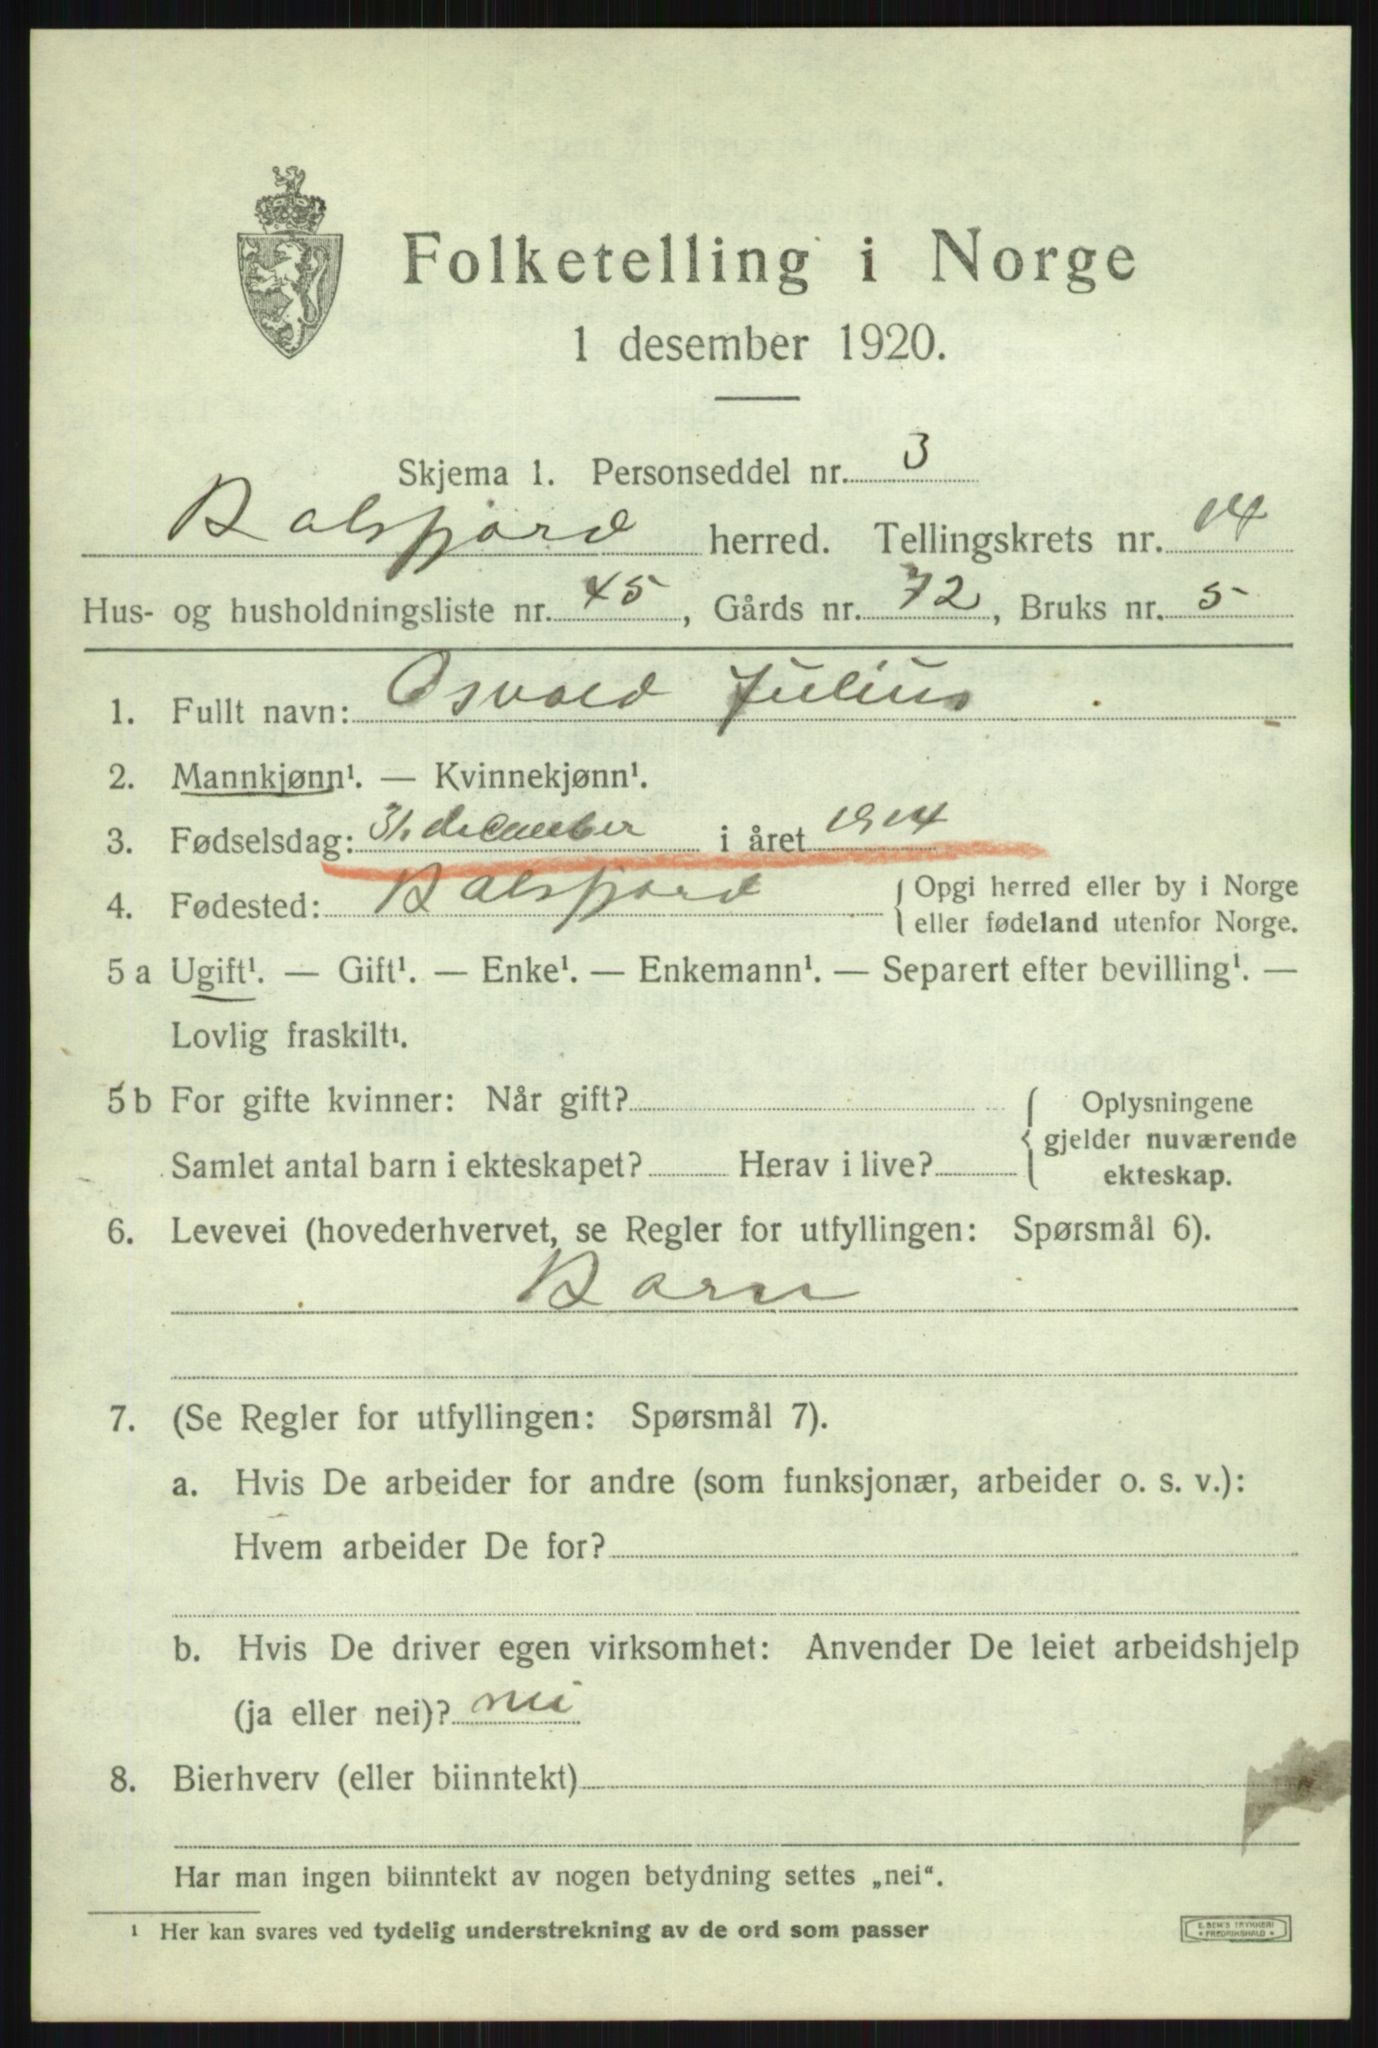 Folketelling i Norge
1 desember 1920.
Skjema 1. Personseddel nr. 3
Balsfjord herred. Tellingskrets nr. 14
Hus- og husholdningsliste nr. 45, Gårds nr. 72, Bruks nr. 5
1. Fullt navn: Osvald Julius
2. Mannkjønn¹. — Kvinnekjønn¹.
3. Fødselsdag: 31 december i året 1914
4. Fødested: Balsfjord { Opgi herred eller by i Norge
eller fødeland utenfor Norge.
5 a Ugift¹. — Gift¹. — Enke¹. — Enkemann¹. — Separert efter bevilling¹. —
Lovlig fraskilt¹.
5 b For gifte kvinner: Når gift? { Oplysningene
gjelder nuværende
Samlet antal barn i ekteskapet? Herav i live? ekteskap.
6. Levevei (hovederhvervet, se Regler for utfyllingen: Spørsmål 6).
Barn
7. (Se Regler for utfyllingen: Spørsmål 7).
a. Hvis De arbeider for andre (som funksjonær, arbeider o. s. v.):
Hvem arbeider De for?
b. Hvis De driver egen virksomhet: Anvender De leiet arbeidshjelp
(ja eller nei)? nei
8. Bierhverv (eller biinntekt)
Har man ingen biinntekt av nogen betydning settes „nei“.
¹ Her kan svares ved tydelig understrekning av de ord som passer
E. SEM'S TRYKKERI
* FREDRIKSHALD *